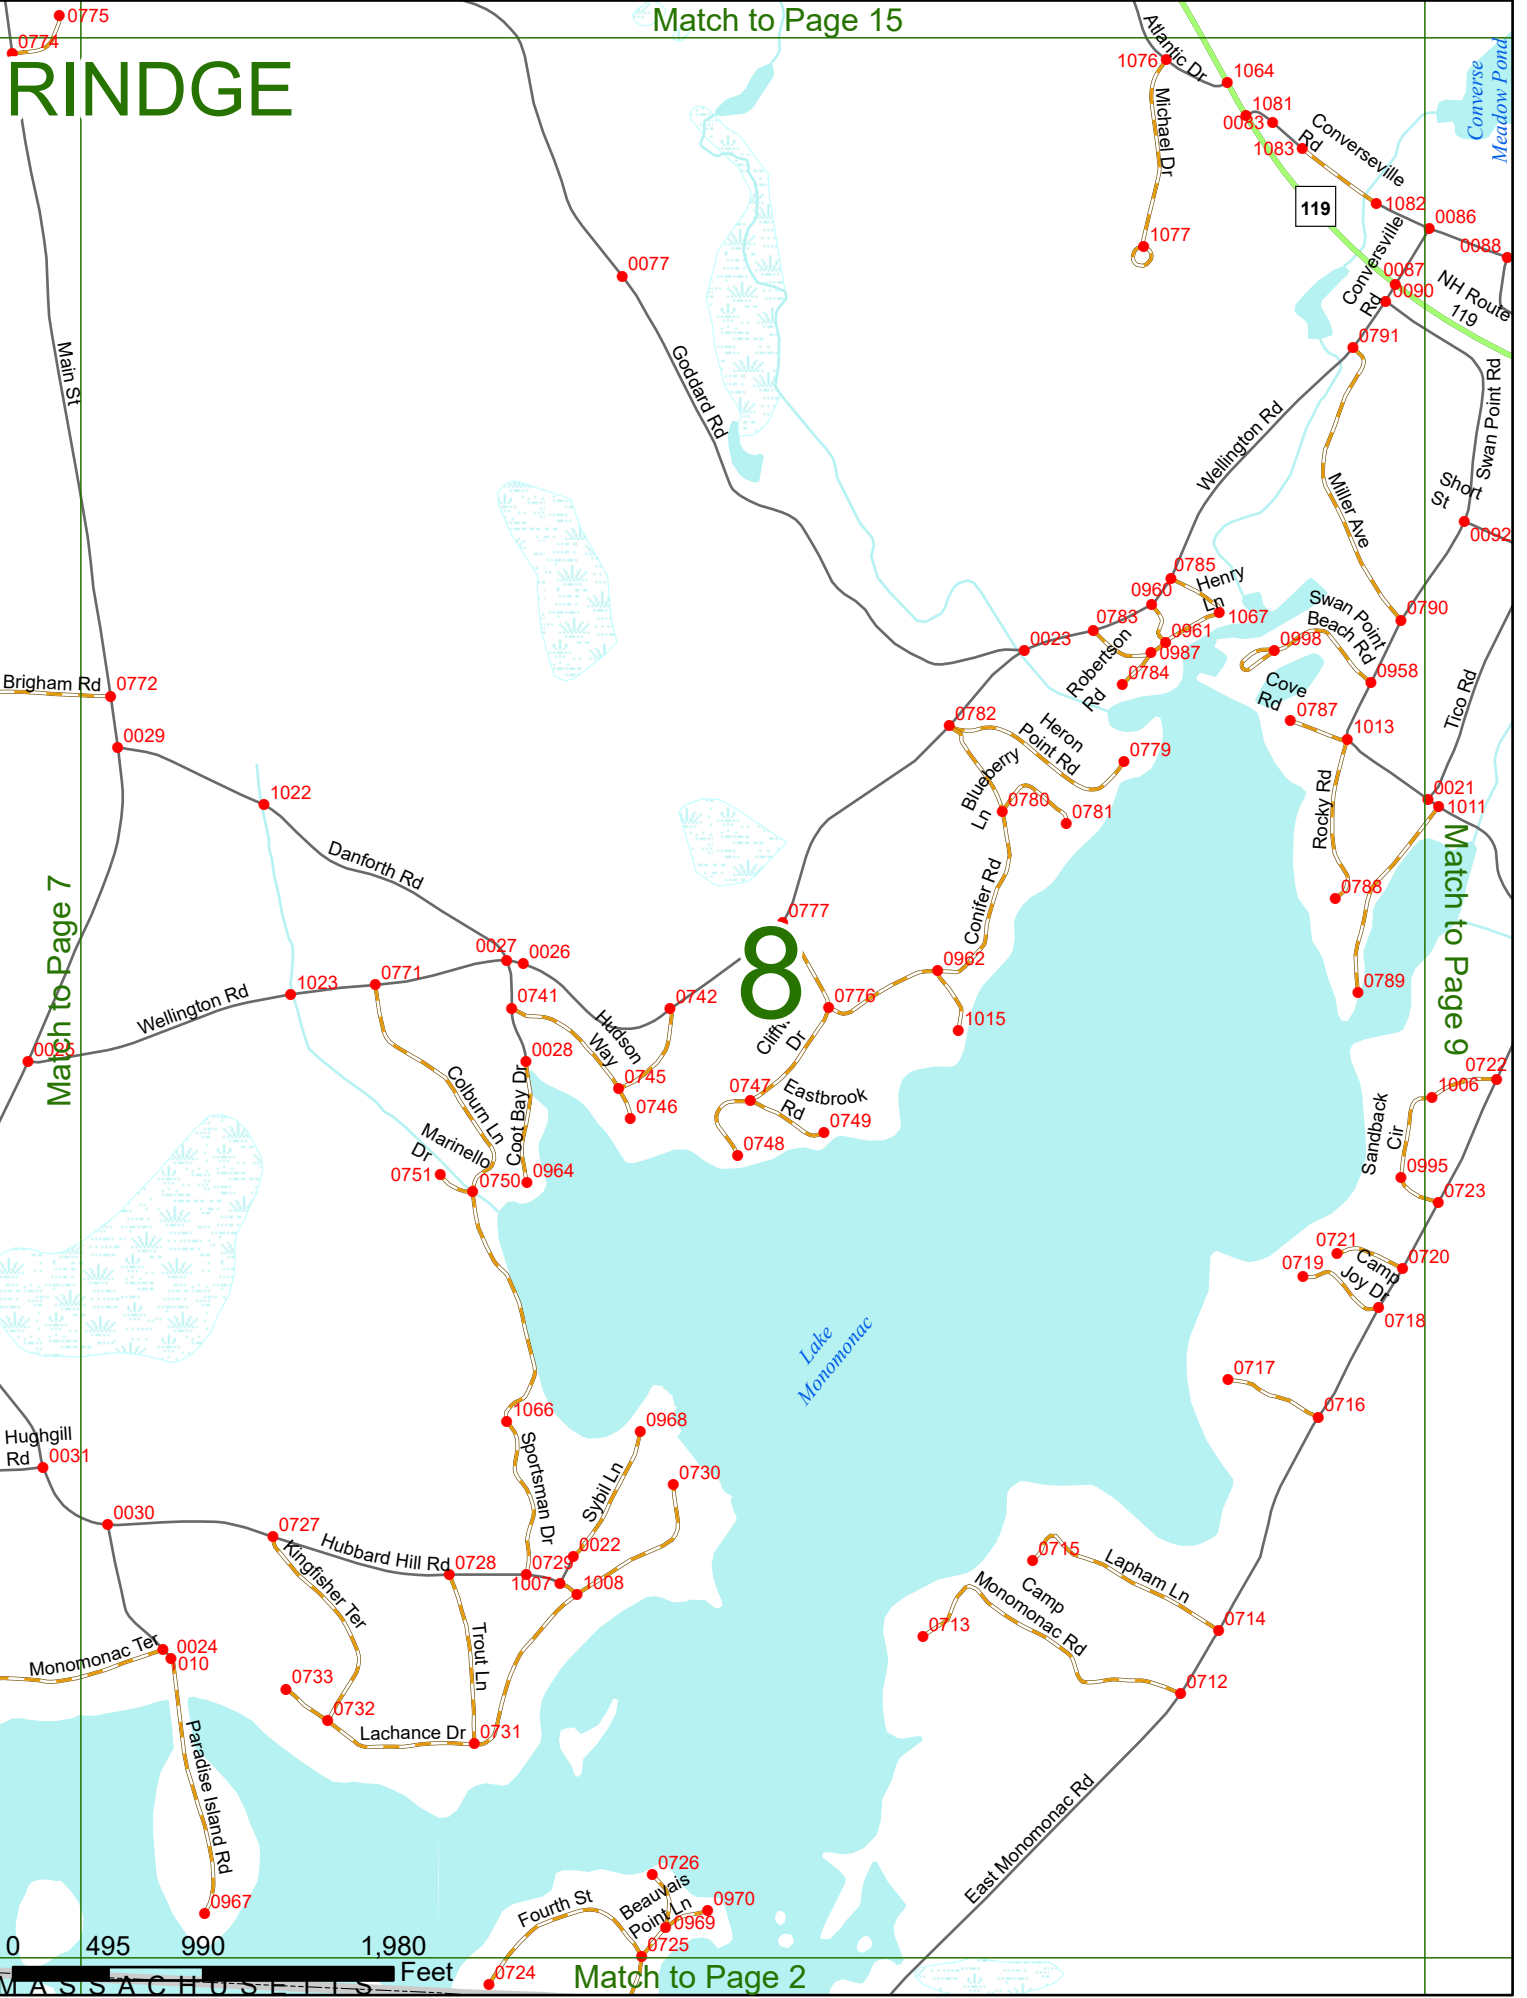 Match to Page 15
0775
0774
RINDGE
Atlantic Dr
1076
1064
Converse
Meadow Pond
1081
0083
1083
Converseville
Rd
Michael Dr
119
1082
0086
0088
1077
Conversville
Rd
0087
0090
NH Route
119
0077
0791
Main St
Goddard Rd
Swan Point Rd
Wellington Rd
Miller Ave
Short
St
0092
0785
Henry
Ln
0960
1067
0783
0961
0987
0023
Robertson
Rd
0784
Swan Point
Beach Rd
0998
0790
0958
Brigham Rd
0772
Cove
Rd
0787
1013
Tico Rd
0029
0782
Heron
Point Rd
0779
Blueberry
Ln
0780
0781
1022
0021
1011
Rocky Rd
Danforth Rd
Conifer Rd
0788
Match to Page 7
Match to Page 9
0777
8
0027
0026
0962
0771
1023
0776
0789
Wellington Rd
0741
0742
1015
Hudson
Way
Dr
0025
0028
0722
1006
Colburn Ln
Coot Bay Dr
0745
0746
0747
Eastbrook
Rd
0749
0748
Sandback
Cir
Marinello
Dr
0751
0750
0964
0995
0723
0721
0720
0719
Camp
Joy Dr
0718
Lake
Monomonac
0717
0716
1066
0968
Hughgill
Rd
0031
Sportsman Dr
Sybil Ln
0730
0030
0727
Hubbard Hill Rd
0728
0729
0022
1007
1008
Kingfisher Ter
0715
Lapham Ln
Camp
Monomonac Rd
0714
0713
Trout Ln
Monomonac Ter
0024
010
0733
0732
0712
Lachance Dr
0731
Paradise Island Rd
East Monomonac Rd
0726
Beauvais
Point Ln
0970
0969
Fourth St
0967
0725
0724
0 495 990 1,980
Feet
MASSACHUSETTS
Match to Page 2